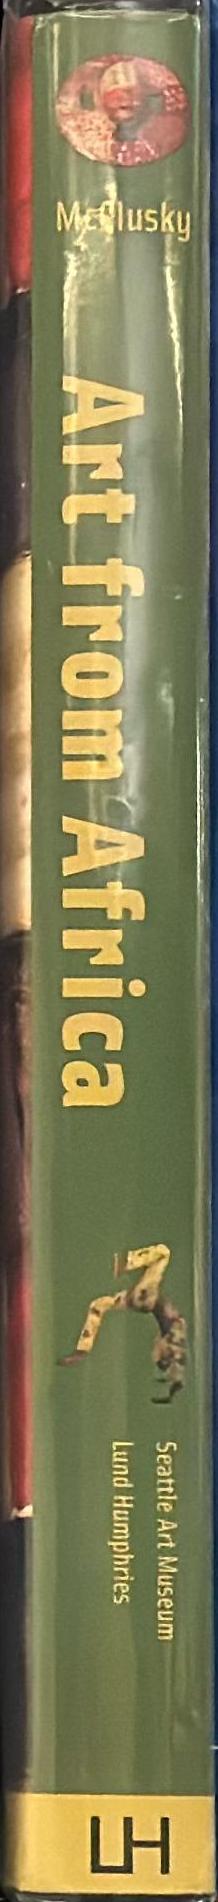 McClusky
Art from Africa
Seattle Art Museum
Lund Humphries
LH